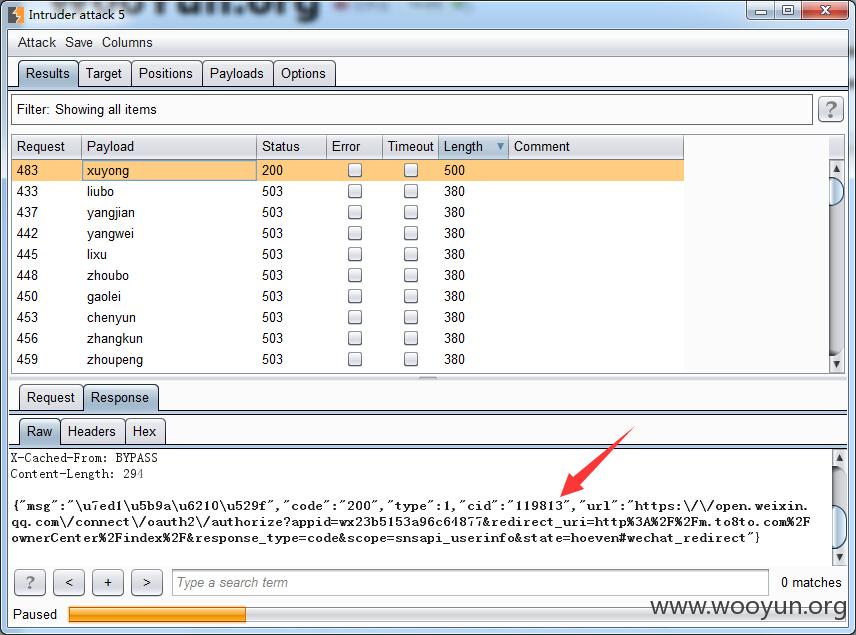 Intruder attack 5
Attack Save Columns
Results Target Positions Payloads Options
Filter: Showing all items ?
Request Payload Status Error Timeout Length Comment
483 xuyong 200 500
433 liubo 503 380
437 yangjian 503 380
442 yangwei 503 380
445 lixu 503 380
448 zhoubo 503 380
450 gaolei 503 380
453 chenyun 503 380
456 zhangkun 503 380
459 zhoupeng 503 380
Request Response
Raw Headers Hex
X-Cached-From: BYPASS
Content-Length: 294
{"msg":"\u7ed1\u5b9a\u6210\u529f","code":"200","type":1,"cid":"119813","url":"https:\/\/open.weixin.
qq.com\/connect\/oauth2\/authorize?appid=wx23b5153a96c64877&redirect_uri=http%3A%2F%2Fm.to8to.com%2F
ownerCenter%2Findex%2F&response_type=code&scope=snsapi_userinfo&state=hoeven#wechat_redirect"}
? < + > Type a search term 0 matches
Paused
www.wooyun.org